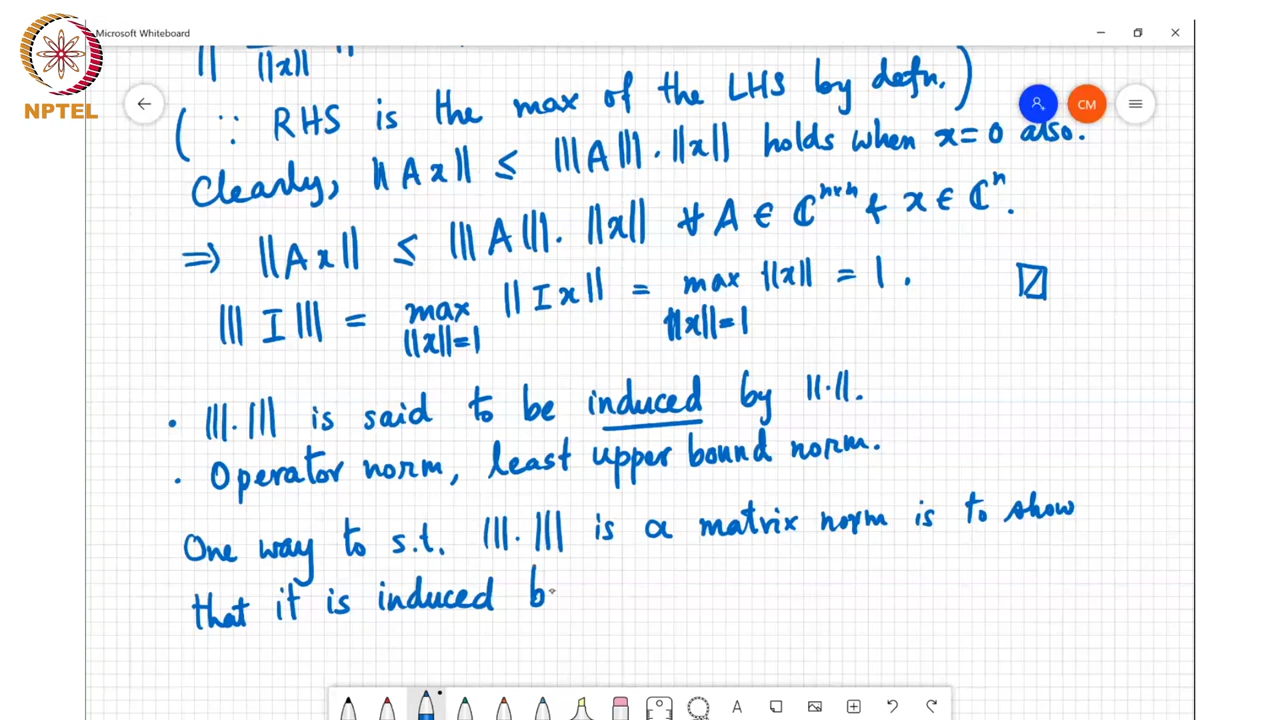 Microsoft Whiteboard
NPTEL
CM
|| ‖x‖ ||
(∵ RHS is the max of the LHS by defn.)
Clearly, ‖Ax‖ ≤ |||A||| · ‖x‖ holds when x=0 also.
⇒ ‖Ax‖ ≤ |||A||| · ‖x‖ ∀ A ∈ ℂⁿˣⁿ & x ∈ ℂⁿ.
||| I ||| = max ‖Ix‖ = max ‖x‖ = 1.
‖x‖=1 ‖x‖=1
• |||·||| is said to be induced by ‖·‖.
• Operator norm, least upper bound norm.
One way to s.t. |||·||| is a matrix norm is to show
that it is induced b